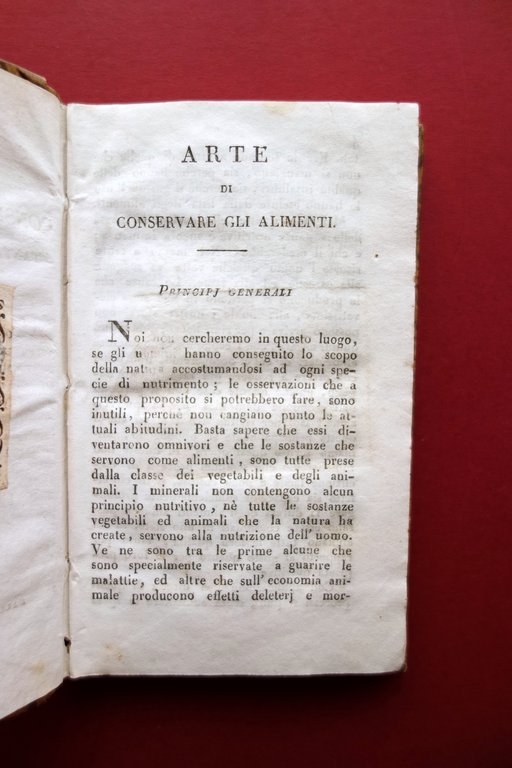 ARTE
DI
CONSERVARE GLI ALIMENTI.
PRINCIPJ GENERALI
Noi non cercheremo in questo luogo,
se gli hanno conseguito lo scopo
della natura accostumandosi ad ogni spe-
cie di nutrimento; le osservazioni che a
questo proposito si potrebbero fare, sono
inutili, perchè non cangiano punto le at-
tuali abitudini. Basta sapere che essi di-
ventarono omnivori e che le sostanze che
servono come alimenti, sono tutte prese
dalla classe dei vegetabili e degli ani-
mali. I minerali non contengono alcun
principio nutritivo, nè tutte le sostanze
vegetabili ed animali che la natura ha
create, servono alla nutrizione dell'uomo.
Ve ne sono tra le prime alcune che
sono specialmente riservate a guarire le
malattie, ed altre che sull'economia ani-
male producono effetti deleterj e mor-